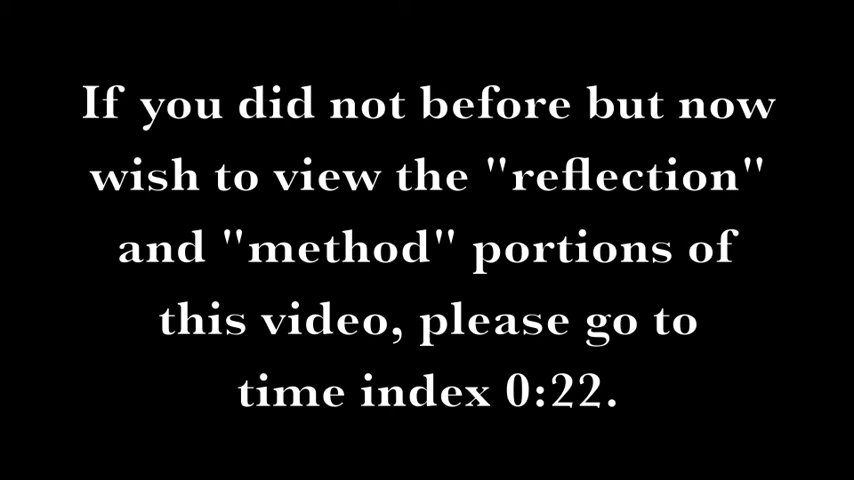 If you did not before but now
wish to view the "reflection"
and "method" portions of
this video, please go to
time index 0:22.